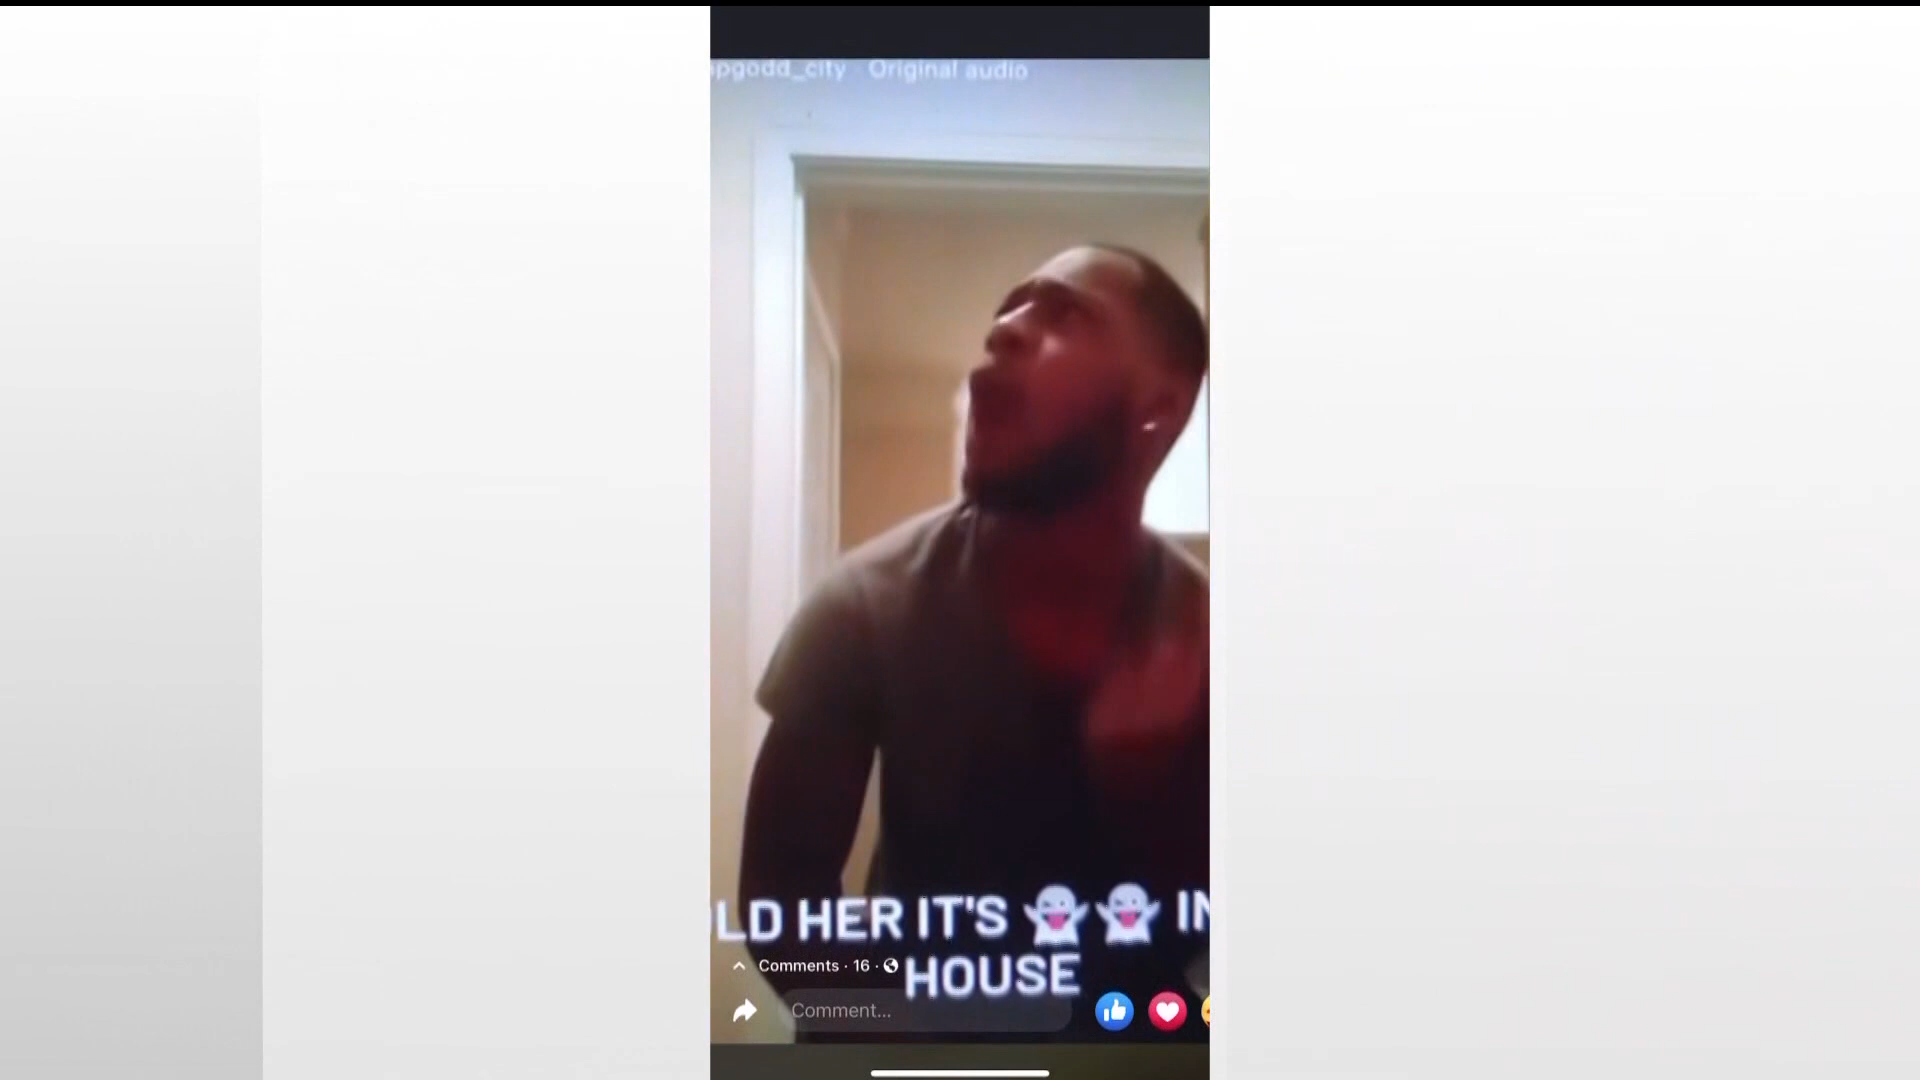 pgodd_city Original audio
LD HER IT'S 👻👻 IN
HOUSE
Comments · 16 ·
Comment...